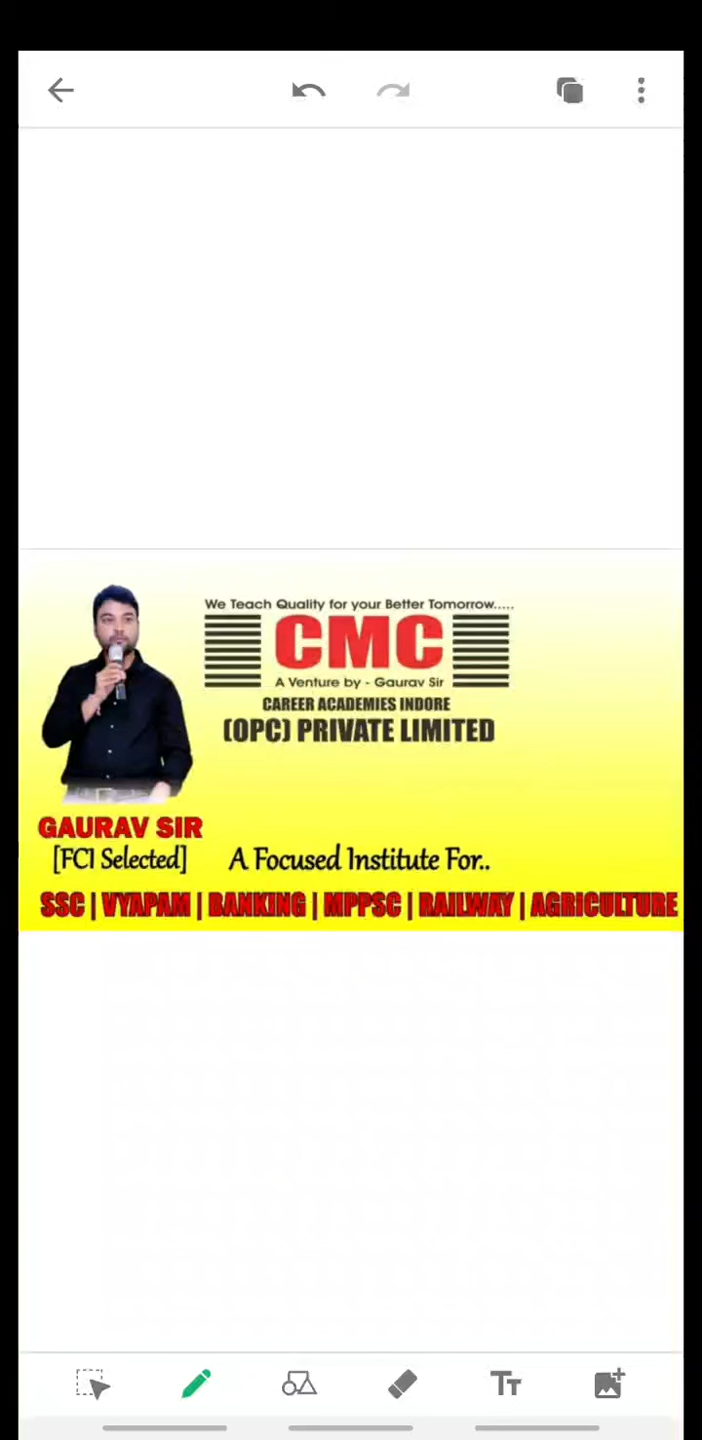 We Teach Quality for your Better Tomorrow.....
CMC
A Venture by - Gaurav Sir
CAREER ACADEMIES INDORE
(OPC) PRIVATE LIMITED
GAURAV SIR
[FCI Selected]
A Focused Institute For..
SSC | VYAPAM | BANKING | MPPSC | RAILWAY | AGRICULTURE
TT